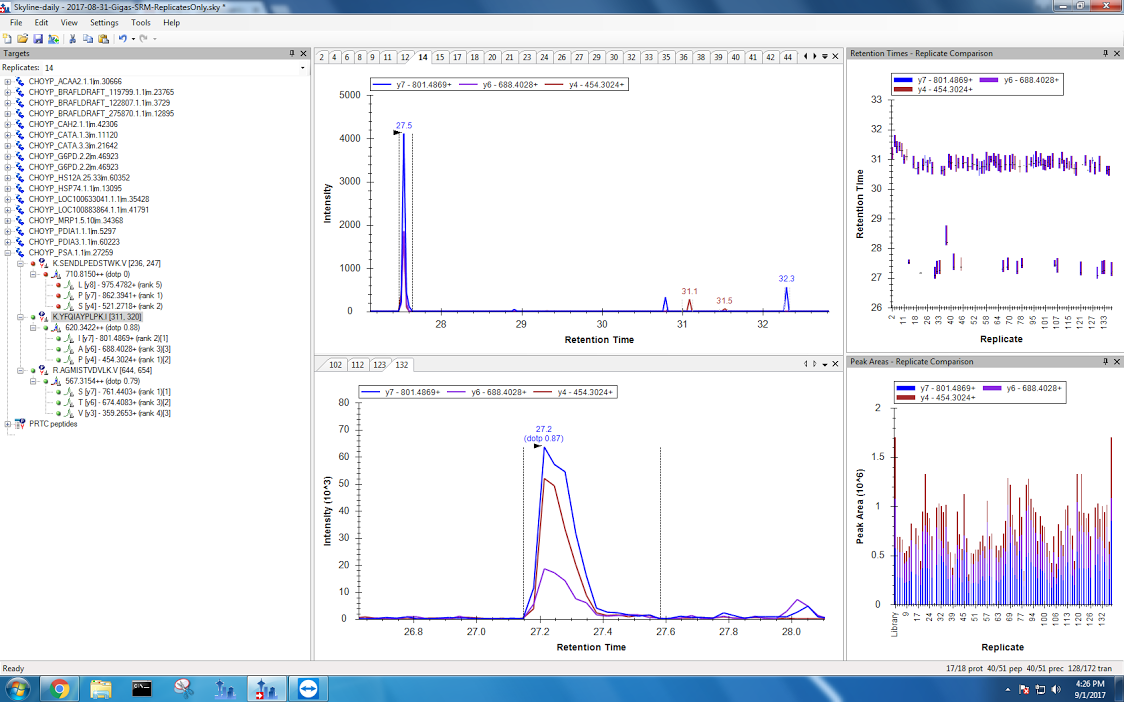 Skyline-daily - 2017-08-31-Gigas-SRM-ReplicatesOnly.sky *
File Edit View Settings Tools Help
Targets
Replicates: 14
CHOYP_ACAA2.1.1|m.30666
CHOYP_BRAFLDRAFT_119799.1.1|m.23765
CHOYP_BRAFLDRAFT_122807.1.1|m.3729
CHOYP_BRAFLDRAFT_275870.1.1|m.12895
CHOYP_CAH2.1.1|m.42306
CHOYP_CATA.1.3|m.11120
CHOYP_CATA.3.3|m.21642
CHOYP_G6PD.2.2|m.46923
CHOYP_G6PD.2.2|m.46923
CHOYP_HS12A.25.33|m.60352
CHOYP_HSP74.1.1|m.13095
CHOYP_LOC100633041.1.1|m.35428
CHOYP_LOC100883864.1.1|m.41791
CHOYP_MRP1.5.10|m.34368
CHOYP_PDIA1.1.1|m.5297
CHOYP_PDIA3.1.1|m.60223
CHOYP_PSA.1.1|m.27259
K.SENDLPEDSTWK.V [236, 247]
710.8150++ (dotp 0)
L [y8] - 975.4782+ (rank 5)
P [y7] - 862.3941+ (rank 1)
S [y4] - 521.2718+ (rank 2)
K.YFQIAYPLPK.I [311, 320]
620.3422++ (dotp 0.88)
I [y7] - 801.4869+ (rank 2)[1]
A [y6] - 688.4028+ (rank 3)[3]
P [y4] - 454.3024+ (rank 1)[2]
R.AGMISTVDVLK.V [644, 654]
567.3154++ (dotp 0.79)
S [y7] - 761.4403+ (rank 1)[1]
T [y6] - 674.4083+ (rank 3)[2]
V [y3] - 359.2653+ (rank 4)[3]
PRTC peptides
2 4 6 8 9 11 12 14 15 17 18 20 21 23 24 26 29 30 32 33 35 36 38 39 40 41 42 44
y7 - 801.4869+ y6 - 688.4028+ y4 - 454.3024+
5000
4000
3000
2000
1000
0
Intensity
27.5
31.1
31.5
32.3
28 29 30 31 32
Retention Time
102 112 123 132
y7 - 801.4869+ y6 - 688.4028+ y4 - 454.3024+
80
70
60
50
40
30
20
10
0
Intensity (10^3)
27.2
(dotp 0.87)
26.8 27.0 27.2 27.4 27.6 27.8 28.0
Retention Time
Retention Times - Replicate Comparison
y7 - 801.4869+ y6 - 688.4028+
y4 - 454.3024+
33
32
31
30
29
28
27
26
Retention Time
2 11 18 26 33 40 46 52 58 64 70 78 85 95 101 107 115 121 127 133
Replicate
Peak Areas - Replicate Comparison
y7 - 801.4869+ y6 - 688.4028+
y4 - 454.3024+
2
1.5
1
0.5
0
Peak Area (10^6)
Library 9 17 24 31 39 45 51 57 63 69 77 84 94 100 106 113 120 126 132
Replicate
Ready
17/18 prot 40/51 pep 40/51 prec 128/172 tran
4:26 PM
9/1/2017